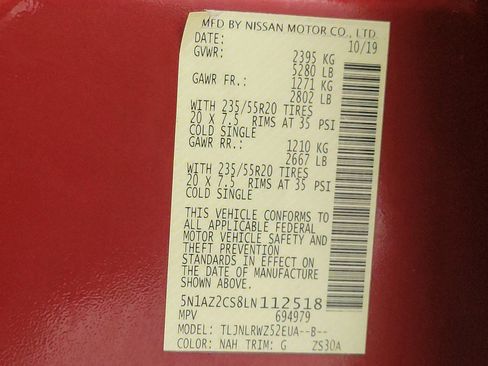 MFD BY NISSAN MOTOR CO., LTD.
DATE: 10/19
GVWR: 2395 KG
5280 LB
GAWR FR.: 1271 KG
2802 LB
WITH 235/55R20 TIRES
20 X 7.5 RIMS AT 35 PSI
COLD SINGLE
GAWR RR.: 1210 KG
2667 LB
WITH 235/55R20 TIRES
20 X 7.5 RIMS AT 35 PSI
COLD SINGLE
THIS VEHICLE CONFORMS TO
ALL APPLICABLE FEDERAL
MOTOR VEHICLE SAFETY AND
THEFT PREVENTION
STANDARDS IN EFFECT ON
THE DATE OF MANUFACTURE
SHOWN ABOVE.
5N1AZ2CS8LN112518
MPV 694979
MODEL: TLJNLRWZ52EUA--B--
COLOR: NAH TRIM: G ZS30A